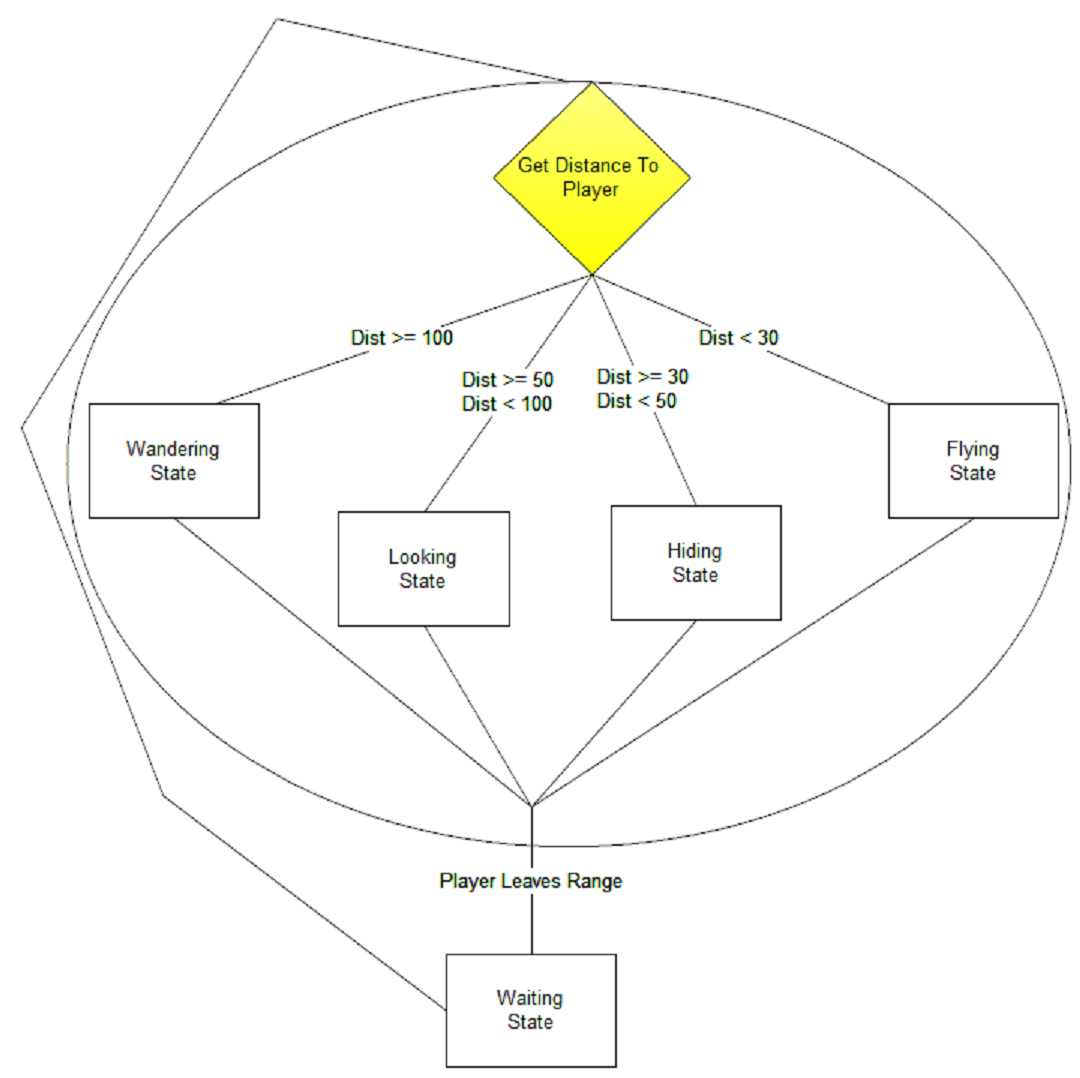 Get Distance To
Player
Dist >= 100
Dist < 30
Dist >= 50
Dist < 100
Dist >= 30
Dist < 50
Wandering
State
Flying
State
Looking
State
Hiding
State
Player Leaves Range
Waiting
State